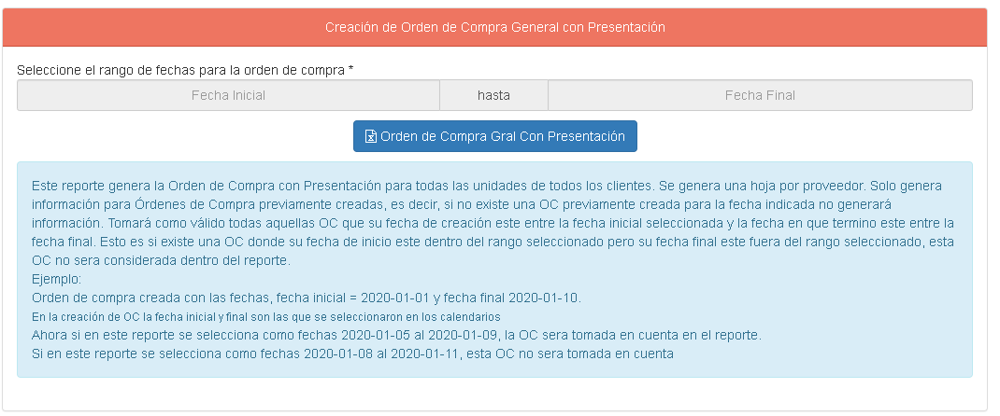 Creación de Orden de Compra General con Presentación
Seleccione el rango de fechas para la orden de compra *
Fecha Inicial hasta Fecha Final
Orden de Compra Gral Con Presentación
Este reporte genera la Orden de Compra con Presentación para todas las unidades de todos los clientes. Se genera una hoja por proveedor. Solo genera
información para Órdenes de Compra previamente creadas, es decir, si no existe una OC previamente creada para la fecha indicada no generará
información. Tomará como válido todas aquellas OC que su fecha de creación este entre la fecha inicial seleccionada y la fecha en que termino este entre la
fecha final. Esto es si existe una OC donde su fecha de inicio este dentro del rango seleccionado pero su fecha final este fuera del rango seleccionado, esta
OC no sera considerada dentro del reporte.
Ejemplo:
Orden de compra creada con las fechas, fecha inicial = 2020-01-01 y fecha final 2020-01-10.
En la creación de OC la fecha inicial y final son las que se seleccionaron en los calendarios
Ahora si en este reporte se selecciona como fechas 2020-01-05 al 2020-01-09, la OC sera tomada en cuenta en el reporte.
Si en este reporte se selecciona como fechas 2020-01-08 al 2020-01-11, esta OC no sera tomada en cuenta